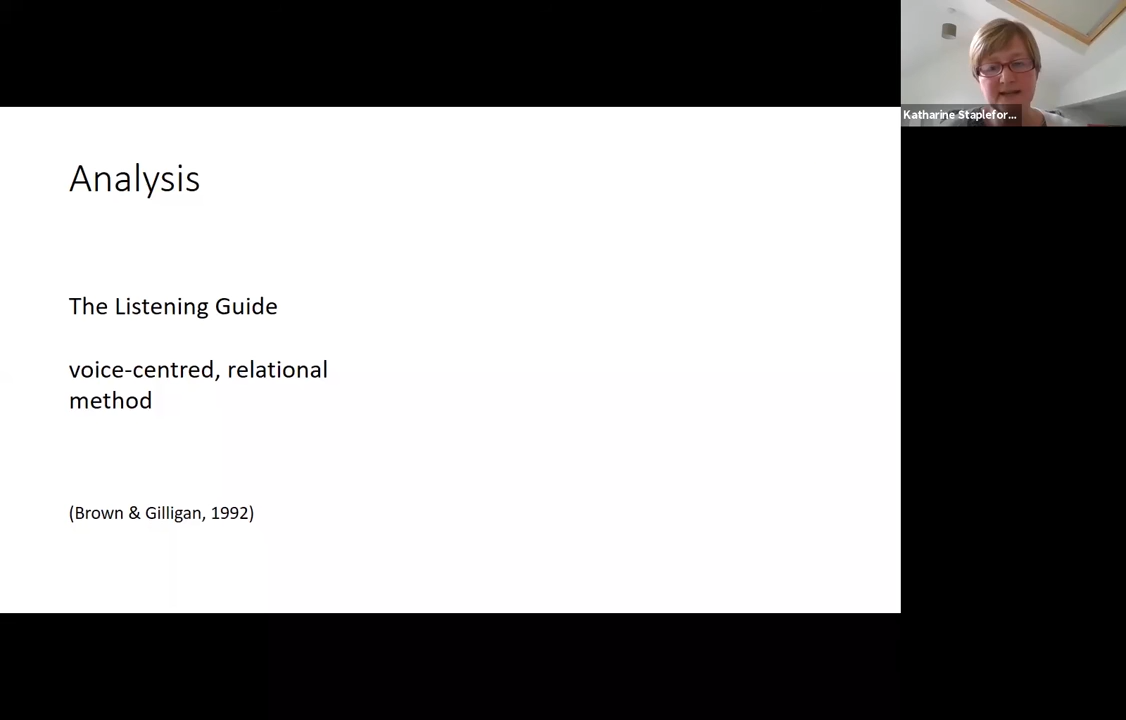 Katharine Staplefor...
Analysis
The Listening Guide
voice-centred, relational
method
(Brown & Gilligan, 1992)